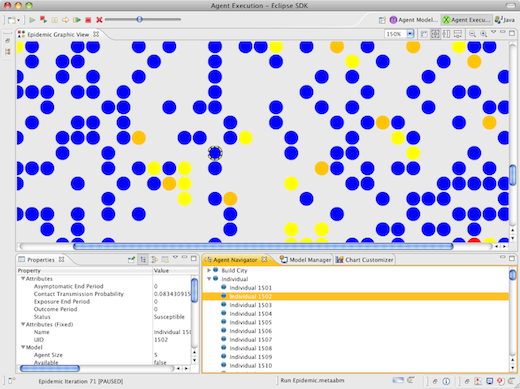 Agent Execution – Eclipse SDK
Agent Model...
Agent Execu...
Java
Epidemic Graphic View
150%
Properties
Property
Value
Attributes
Asymptomatic End Period
0
Contact Transmission Probability
0.083430915
Exposure End Period
0
Outcome Period
0
Status
Susceptible
Attributes (Fixed)
Name
Individual 150
UID
1502
Model
Agent Size
5
Available
false
Agent Navigator
Model Manager
Chart Customizer
Build City
Individual
Individual 1501
Individual 1502
Individual 1503
Individual 1504
Individual 1505
Individual 1506
Individual 1507
Individual 1508
Individual 1509
Individual 1510
Epidemic Iteration 71 [PAUSED]
Run Epidemic.metaabm